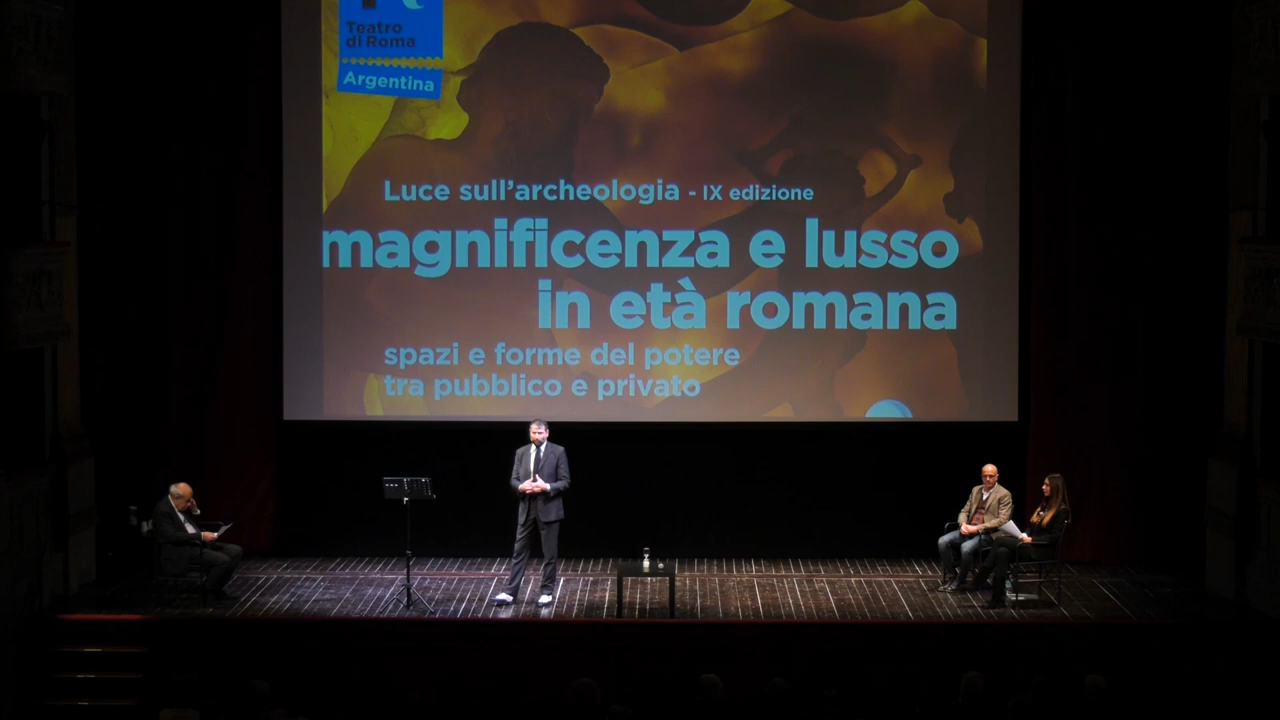 Teatro
di Roma
Argentina
Luce sull'archeologia - IX edizione
magnificenza e lusso
in età romana
spazi e forme del potere
tra pubblico e privato